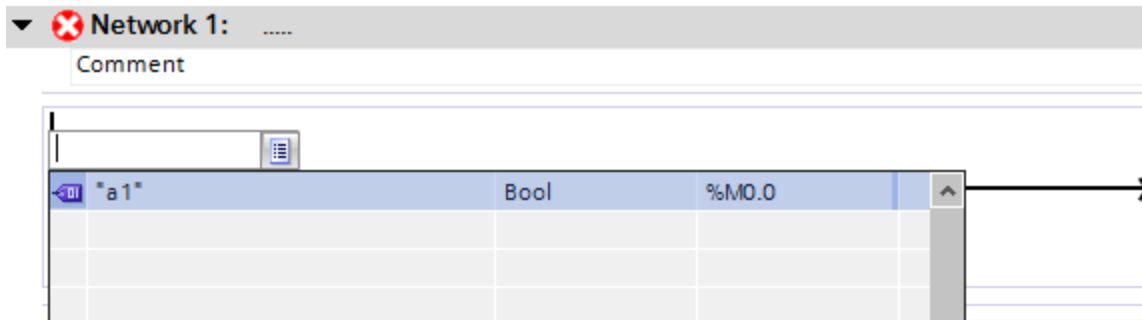 Network 1: .....
Comment
"a1" Bool %M0.0